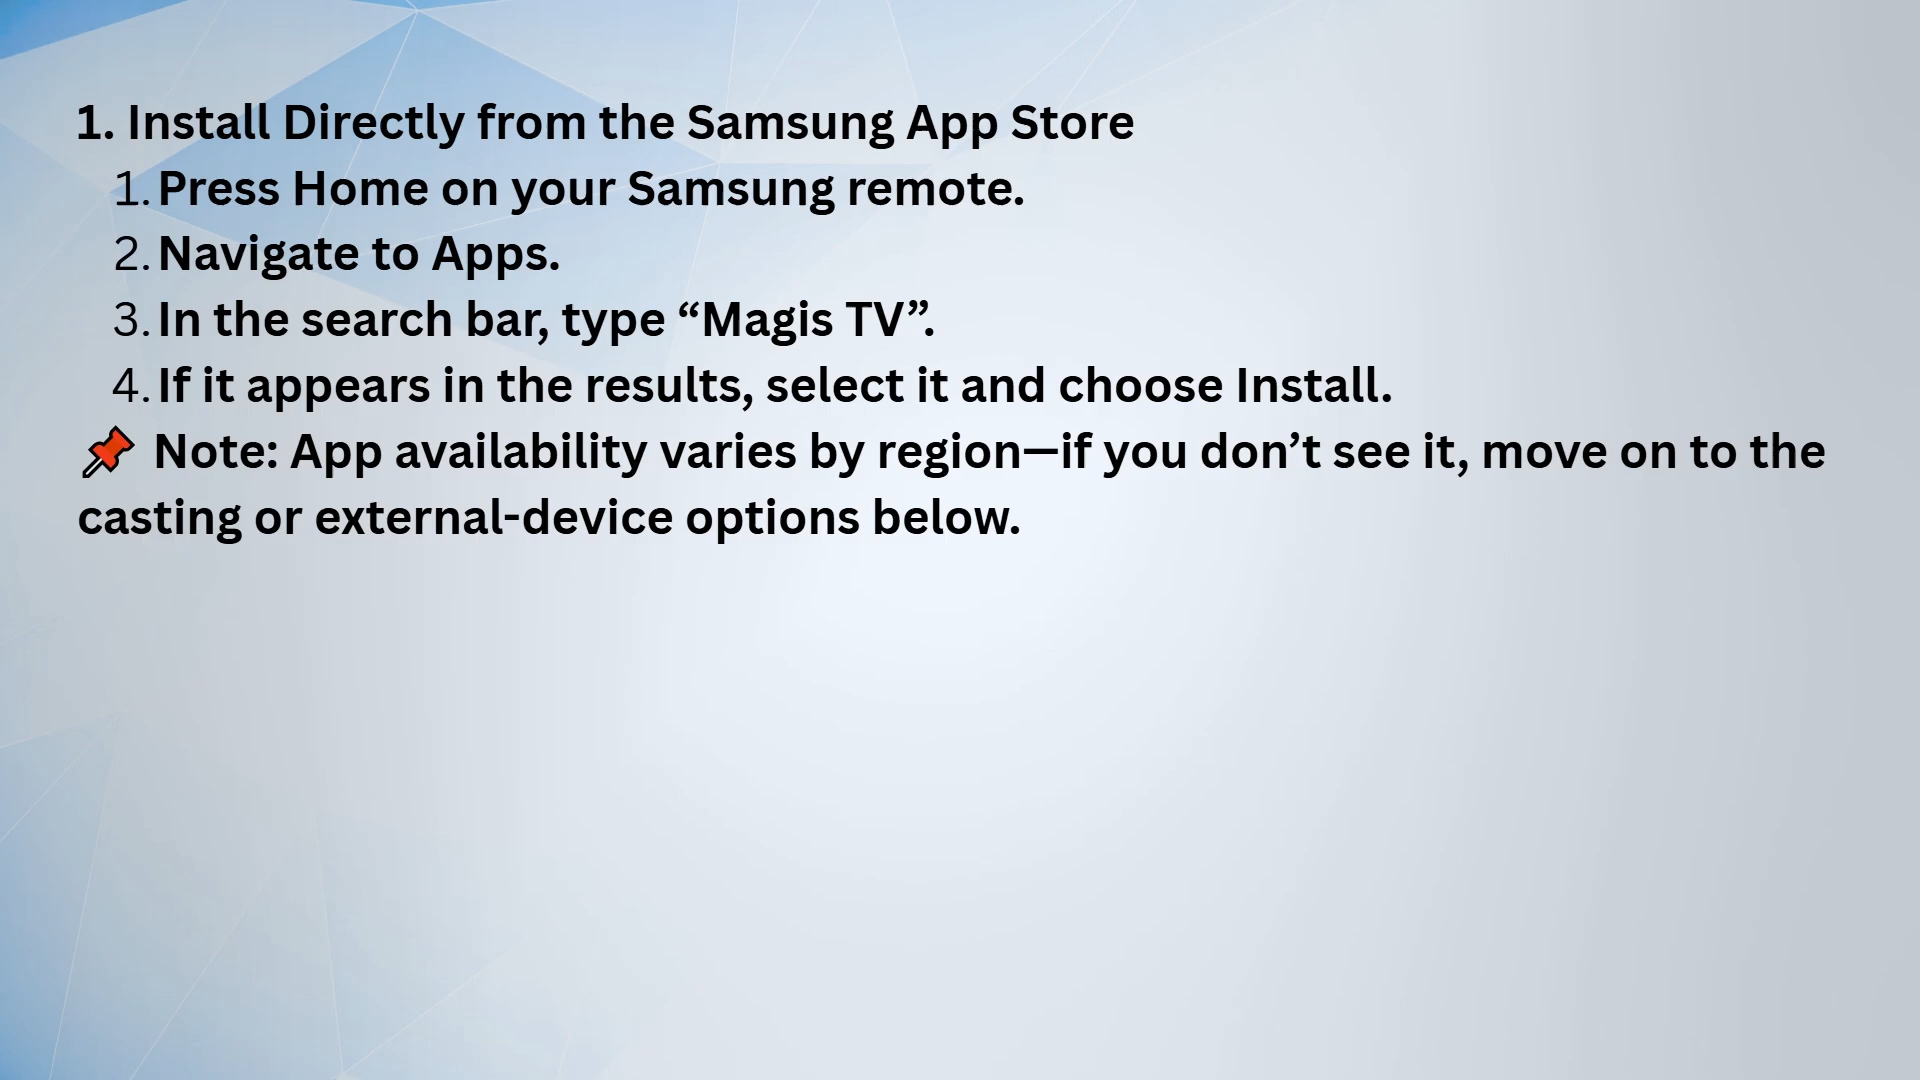 1. Install Directly from the Samsung App Store
1. Press Home on your Samsung remote.
2. Navigate to Apps.
3. In the search bar, type “Magis TV”.
4. If it appears in the results, select it and choose Install.
📌 Note: App availability varies by region—if you don’t see it, move on to the
casting or external-device options below.